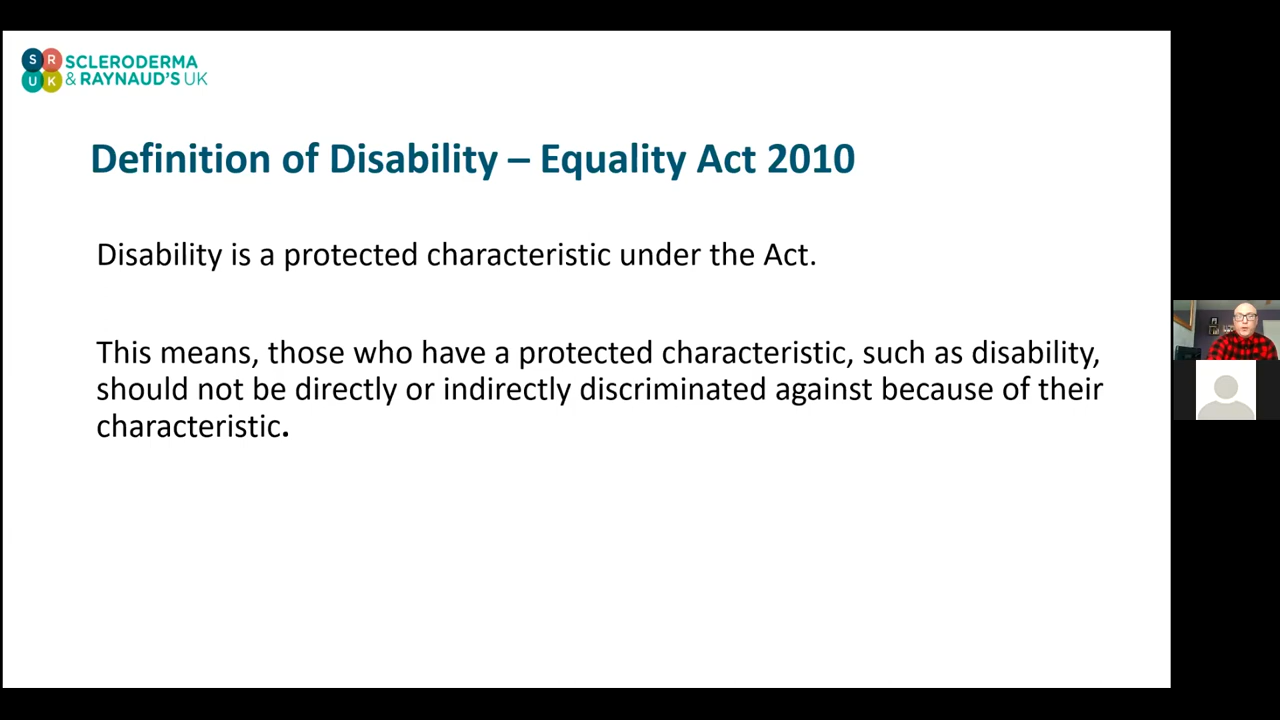 S R
U K
SCLERODERMA
& RAYNAUD'S UK
Definition of Disability – Equality Act 2010
Disability is a protected characteristic under the Act.
This means, those who have a protected characteristic, such as disability,
should not be directly or indirectly discriminated against because of their
characteristic.